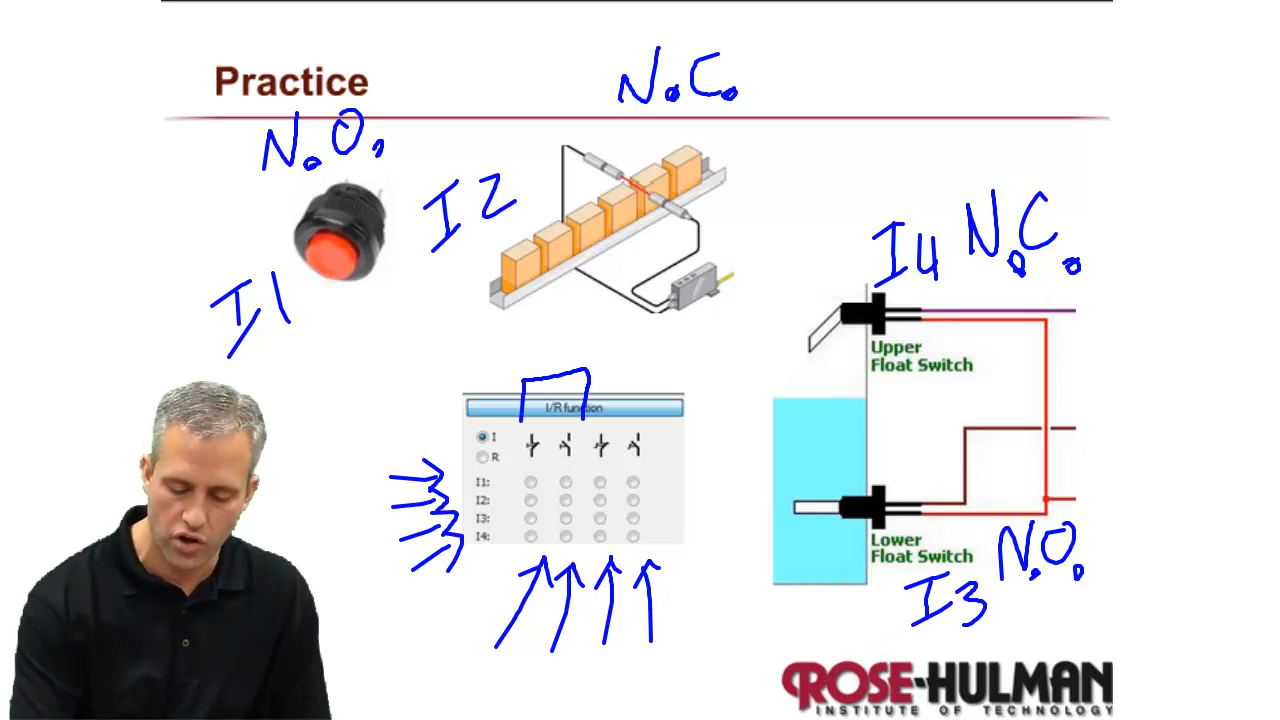 Practice
N.C.
N.O.
I2
I1
I4 N.C.
Upper
Float Switch
I/R function
I
R
I1:
I2:
I3:
I4:
Lower
Float Switch
N.O.
I3
ROSE-HULMAN
INSTITUTE OF TECHNOLOGY